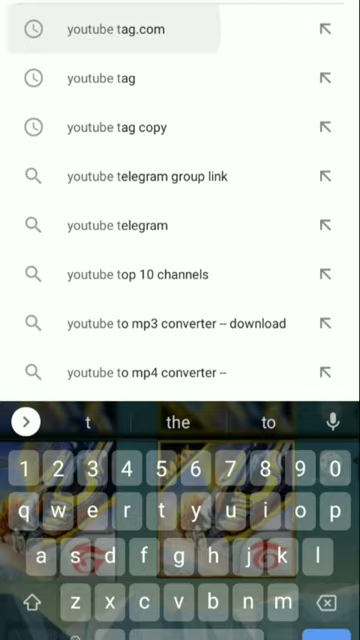 youtube tag.com
youtube tag
youtube tag copy
youtube telegram group link
youtube telegram
youtube top 10 channels
youtube to mp3 converter -- download
youtube to mp4 converter --
t the to
1 2 3 4 5 6 7 8 9 0
q w e r t y u i o p
a s d f g h j k l
z x c v b n m